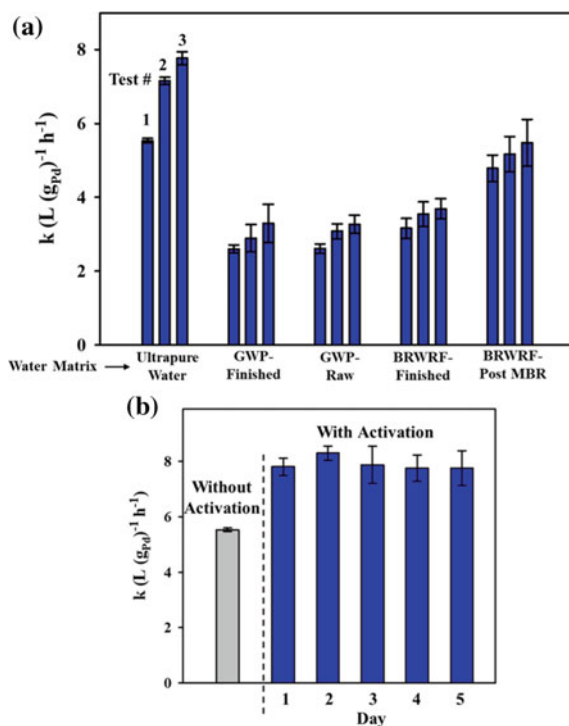 (a)
k (L (gPd)-1 h-1)
8
6
4
2
0
Test #
1
2
3
Water Matrix →
Ultrapure
Water
GWP-
Finished
GWP-
Raw
BRWRF-
Finished
BRWRF-
Post MBR
(b)
k (L (gPd)-1 h-1)
8
6
4
2
0
Without
Activation
With Activation
1 2 3 4 5
Day